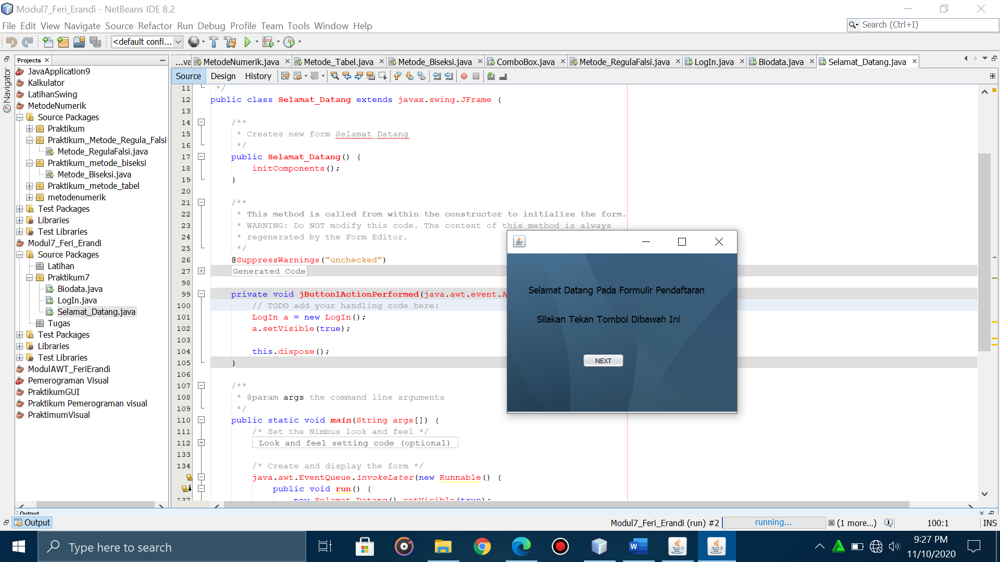 Modul7_Feri_Erandi - NetBeans IDE 8.2
File Edit View Navigate Source Refactor Run Debug Profile Team Tools Window Help
Search (Ctrl+I)
<default confi...
Projects
Navigator
JavaApplication9
Kalkulator
LatihanSwing
MetodeNumerik
Source Packages
Praktikum
Praktikum_Metode_Regula_Falsi
Metode_RegulaFalsi.java
Praktikum_metode_biseksi
Metode_Biseksi.java
Praktikum_metode_tabel
metodenumerik
Test Packages
Libraries
Test Libraries
Modul7_Feri_Erandi
Source Packages
Latihan
Praktikum7
Biodata.java
LogIn.java
Selamat_Datang.java
Tugas
Test Packages
Libraries
Test Libraries
ModulAWT_FeriErandi
Pemerograman Visual
PraktikumGUI
Praktikum Pemerograman visual
PraktimumVisual
...va MetodeNumerik.java Metode_Tabel.java Metode_Biseksi.java ComboBox.java Metode_RegulaFalsi.java LogIn.java Biodata.java Selamat_Datang.java
Source Design History
11 */
12 public class Selamat_Datang extends javax.swing.JFrame {
13
14 /**
15 * Creates new form Selamat_Datang
16 */
17 public Selamat_Datang() {
18 initComponents();
19 }
20
21 /**
22 * This method is called from within the constructor to initialize the form.
23 * WARNING: Do NOT modify this code. The content of this method is always
24 * regenerated by the Form Editor.
25 */
26 @SuppressWarnings("unchecked")
27 Generated Code
98
99 private void jButton1ActionPerformed(java.awt.event.A
100 // TODO add your handling code here:
101 LogIn a = new LogIn();
102 a.setVisible(true);
103
104 this.dispose();
105 }
106
107 /**
108 * @param args the command line arguments
109 */
110 public static void main(String args[]) {
111 /* Set the Nimbus look and feel */
112 Look and feel setting code (optional)
133
134 /* Create and display the form */
java.awt.EventQueue.invokeLater(new Runnable() {
public void run() {
137 new Selamat_Datang().setVisible(true);
Selamat Datang Pada Formulir Pendaftaran
Silakan Tekan Tombol Dibawah Ini
NEXT
Output
Output
Modul7_Feri_Erandi (run) #2 running... (1 more...) 100:1 INS
Type here to search
9:27 PM
11/10/2020